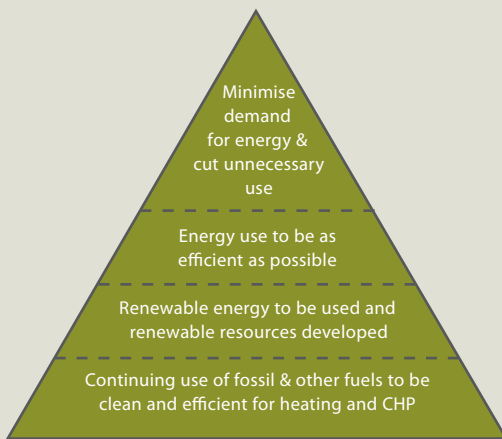 Minimise
demand
for energy &
cut unnecessary
use
Energy use to be as
efficient as possible
Renewable energy to be used and
renewable resources developed
Continuing use of fossil & other fuels to be
clean and efficient for heating and CHP